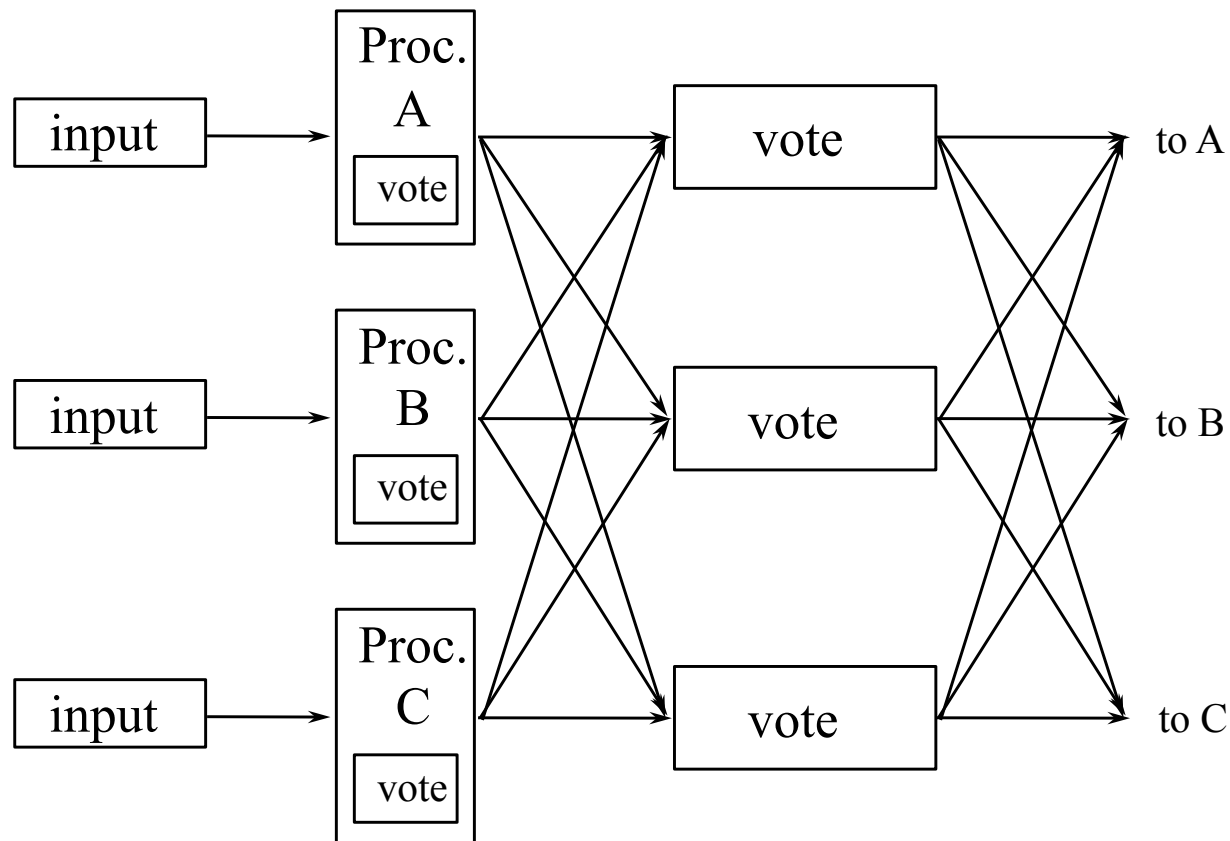 input
Proc.
A
vote
vote
to A
input
Proc.
B
vote
vote
to B
input
Proc.
C
vote
vote
to C